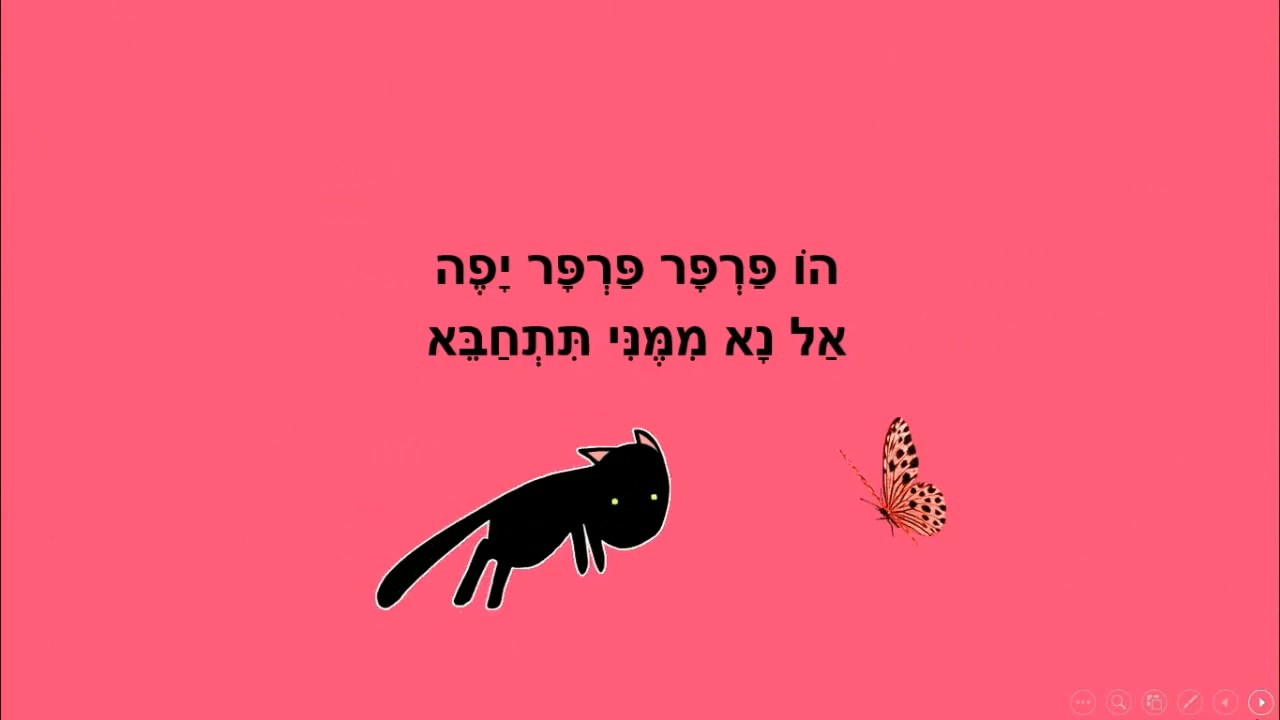 הוֹ פַּרְפָּר פַּרְפָּר יָפֶה
אַל נָא מִמֶּנִּי תִּתְחַבֵּא